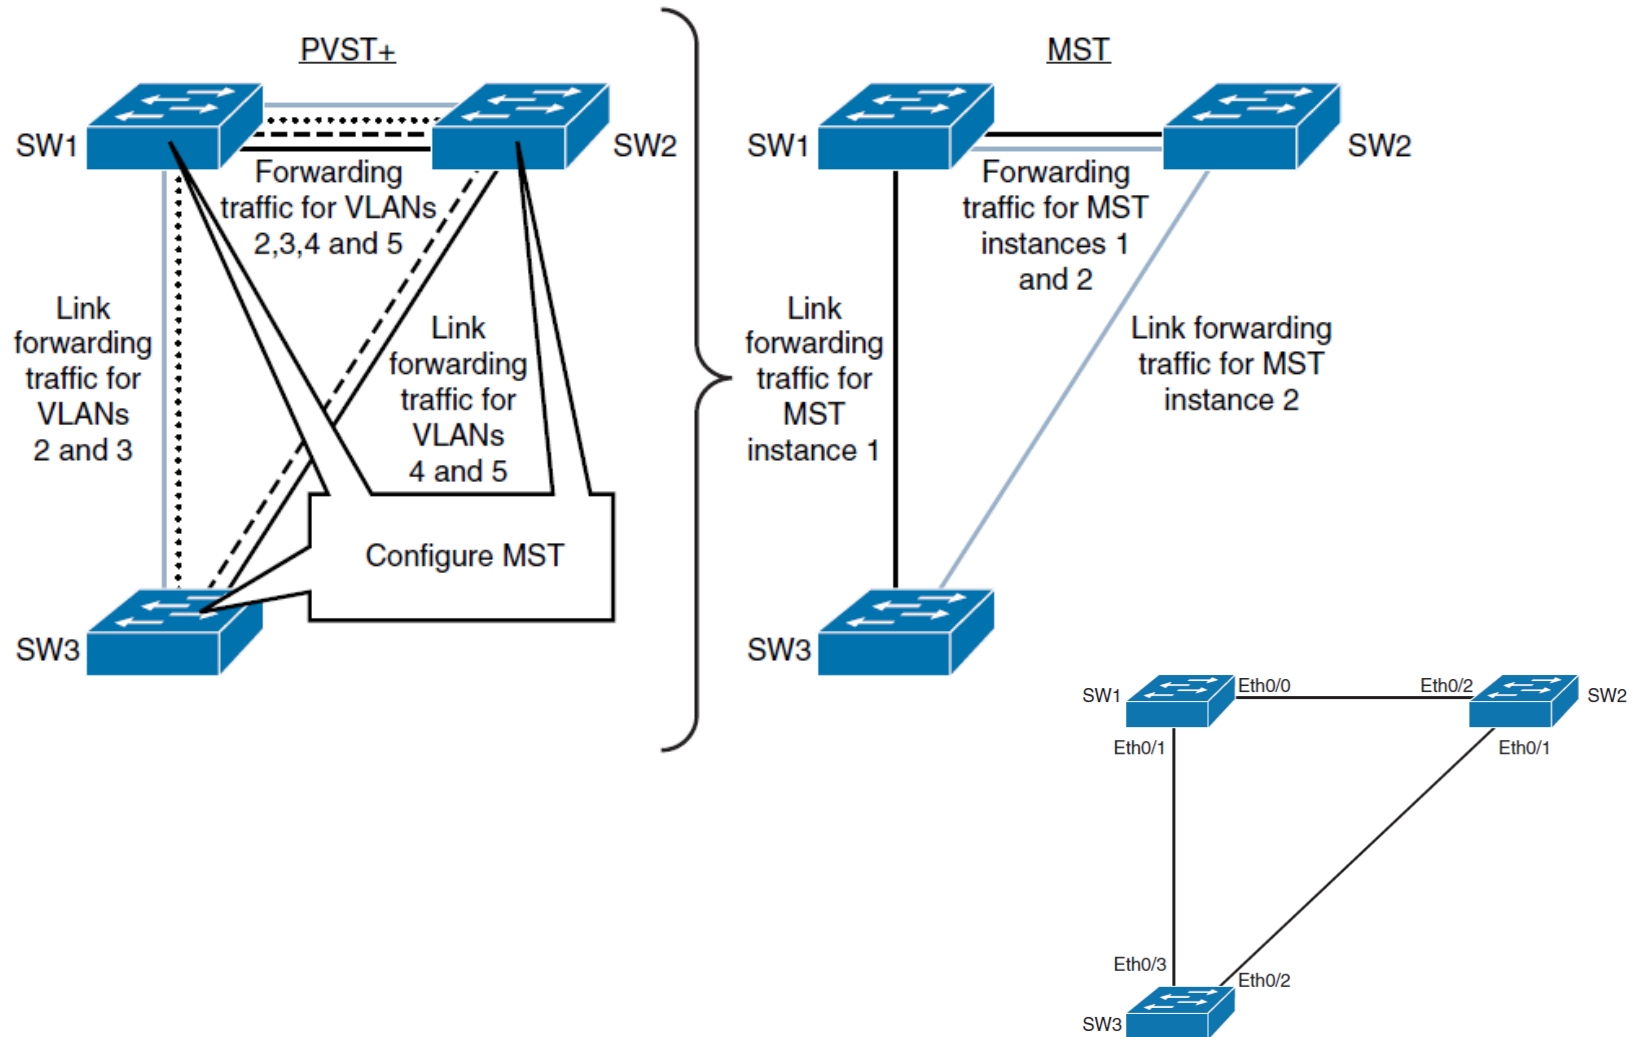 PVST+
SW1
SW2
Forwarding
traffic for VLANs
2,3,4 and 5
Link
forwarding
traffic for
VLANs
2 and 3
Link
forwarding
traffic for
VLANs
4 and 5
Configure MST
SW3
MST
SW1
SW2
Forwarding
traffic for MST
instances 1
and 2
Link
forwarding
traffic for
MST
instance 1
Link forwarding
traffic for MST
instance 2
SW3
SW1
Eth0/0
Eth0/2
SW2
Eth0/1
Eth0/1
Eth0/3
Eth0/2
SW3